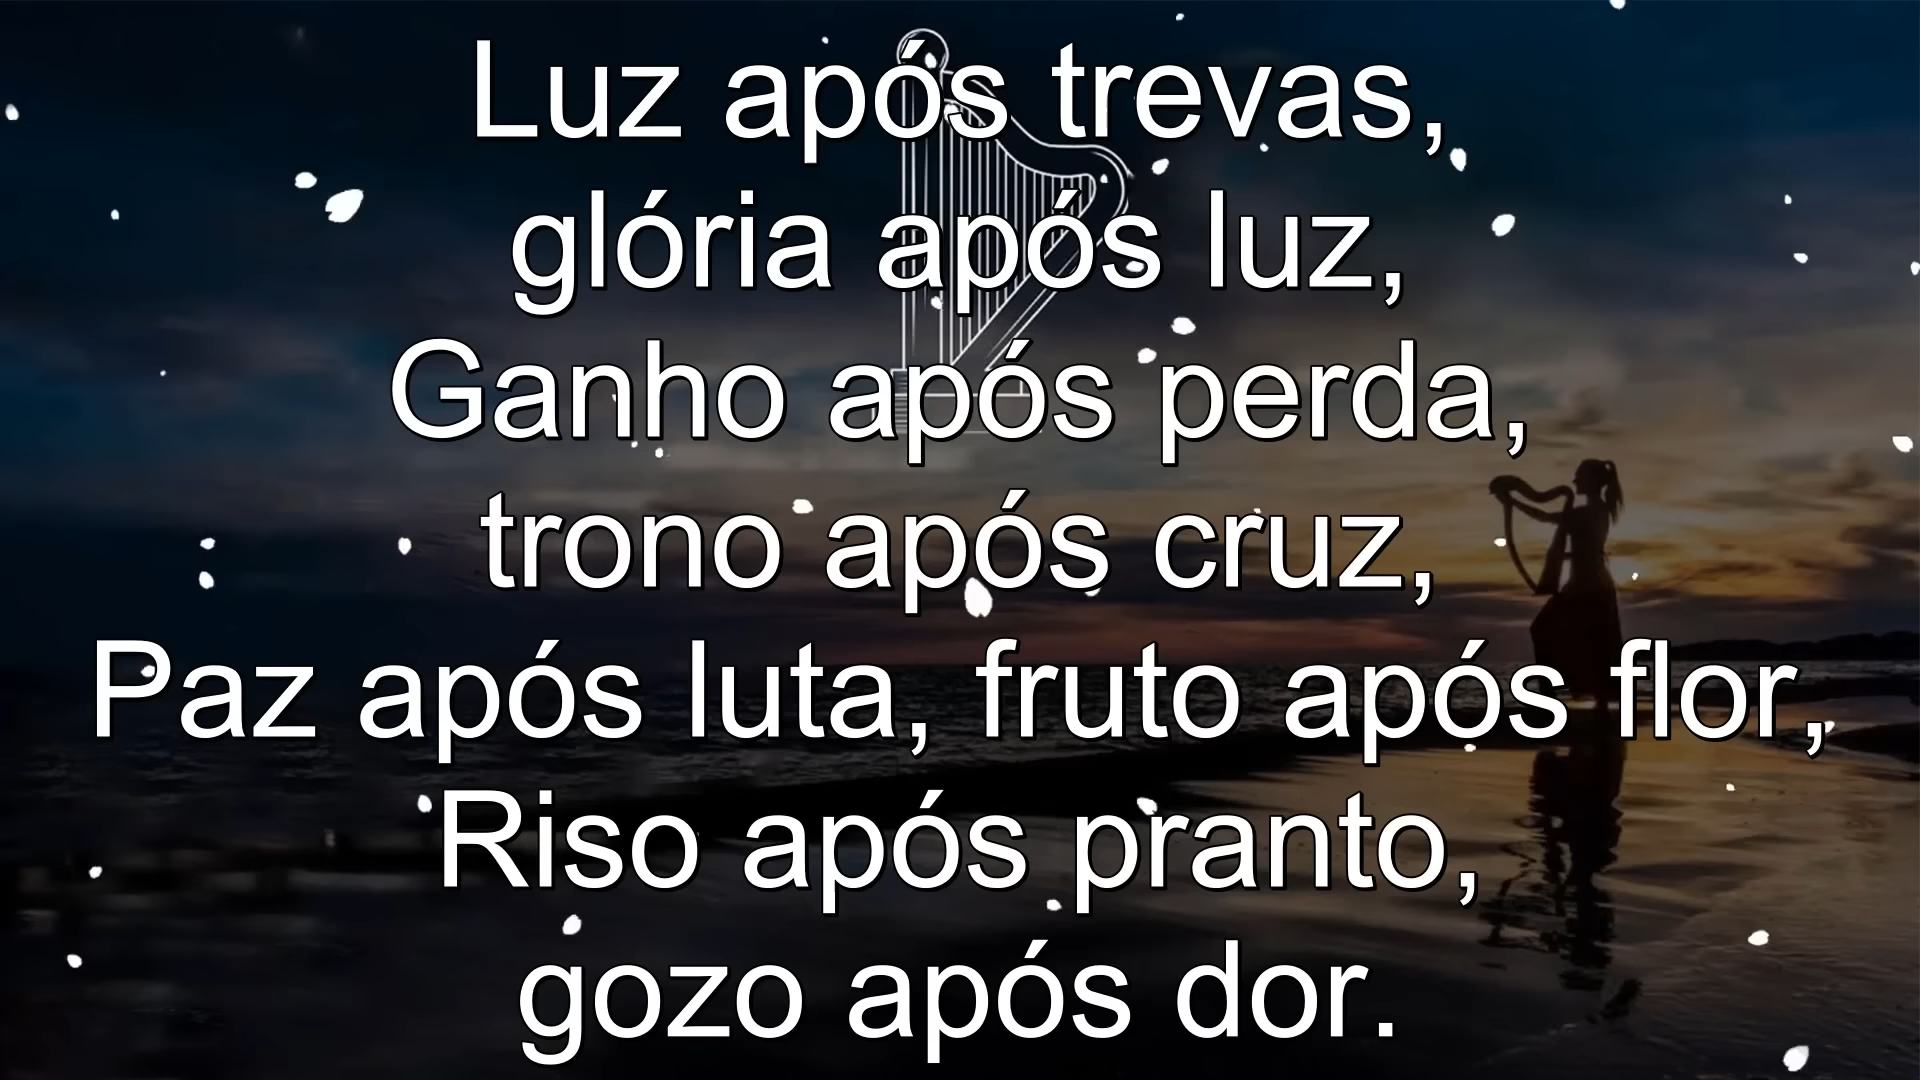 Luz após trevas,
glória após luz,
Ganho após perda,
trono após cruz,
Paz após luta, fruto após flor,
Riso após pranto,
gozo após dor.